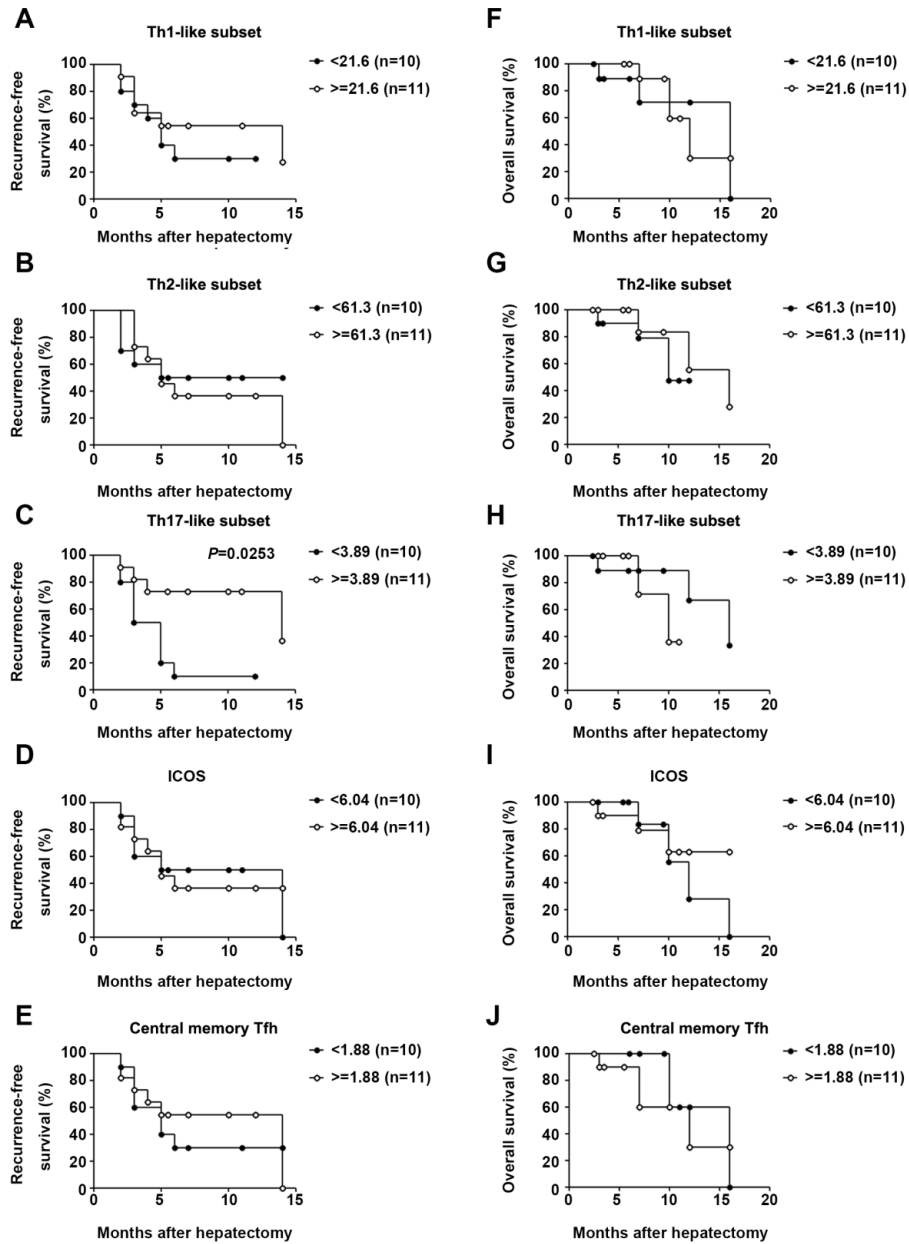 A
Th1-like subset
Recurrence-free
survival (%)
100
80
60
40
20
0
0 5 10 15
Months after hepatectomy
<21.6 (n=10)
>=21.6 (n=11)
F
Th1-like subset
Overall survival (%)
100
80
60
40
20
0
0 5 10 15 20
Months after hepatectomy
<21.6 (n=10)
>=21.6 (n=11)
B
Th2-like subset
Recurrence-free
survival (%)
100
80
60
40
20
0
0 5 10 15
Months after hepatectomy
<61.3 (n=10)
>=61.3 (n=11)
G
Th2-like subset
Overall survival (%)
100
80
60
40
20
0
0 5 10 15 20
Months after hepatectomy
<61.3 (n=10)
>=61.3 (n=11)
C
Th17-like subset
P=0.0253
Recurrence-free
survival (%)
100
80
60
40
20
0
0 5 10 15
Months after hepatectomy
<3.89 (n=10)
>=3.89 (n=11)
H
Th17-like subset
Overall survival (%)
100
80
60
40
20
0
0 5 10 15 20
Months after hepatectomy
<3.89 (n=10)
>=3.89 (n=11)
D
ICOS
Recurrence-free
survival (%)
100
80
60
40
20
0
0 5 10 15
Months after hepatectomy
<6.04 (n=10)
>=6.04 (n=11)
I
ICOS
Overall survival (%)
100
80
60
40
20
0
0 5 10 15 20
Months after hepatectomy
<6.04 (n=10)
>=6.04 (n=11)
E
Central memory Tfh
Recurrence-free
survival (%)
100
80
60
40
20
0
0 5 10 15
Months after hepatectomy
<1.88 (n=10)
>=1.88 (n=11)
J
Central memory Tfh
Overall survival (%)
100
80
60
40
20
0
0 5 10 15 20
Months after hepatectomy
<1.88 (n=10)
>=1.88 (n=11)